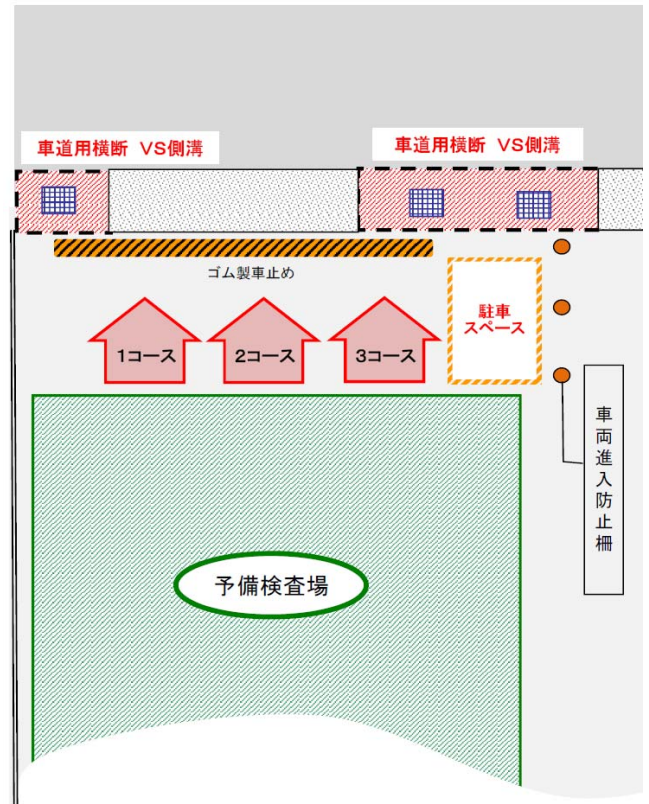 車道用横断 VS側溝
車道用横断 VS側溝
ゴム製車止め
1コース
2コース
3コース
駐車
スペース
車両進入防止柵
予備検査場